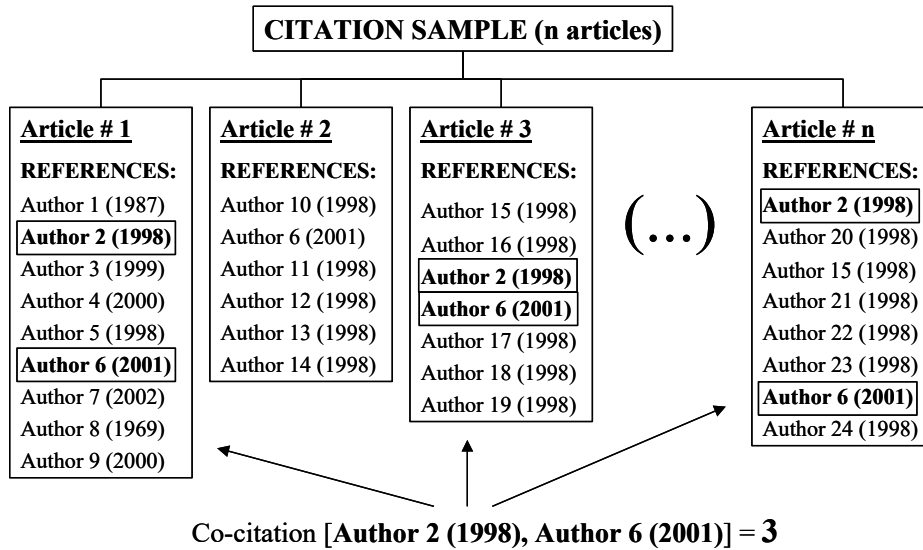 CITATION SAMPLE (n articles)
Article # 1
REFERENCES:
Author 1 (1987)
Author 2 (1998)
Author 3 (1999)
Author 4 (2000)
Author 5 (1998)
Author 6 (2001)
Author 7 (2002)
Author 8 (1969)
Author 9 (2000)
Article # 2
REFERENCES:
Author 10 (1998)
Author 6 (2001)
Author 11 (1998)
Author 12 (1998)
Author 13 (1998)
Author 14 (1998)
Article # 3
REFERENCES:
Author 15 (1998)
Author 16 (1998)
Author 2 (1998)
Author 6 (2001)
Author 17 (1998)
Author 18 (1998)
Author 19 (1998)
(...)
Article # n
REFERENCES:
Author 2 (1998)
Author 20 (1998)
Author 15 (1998)
Author 21 (1998)
Author 22 (1998)
Author 23 (1998)
Author 6 (2001)
Author 24 (1998)
Co-citation [Author 2 (1998), Author 6 (2001)] = 3